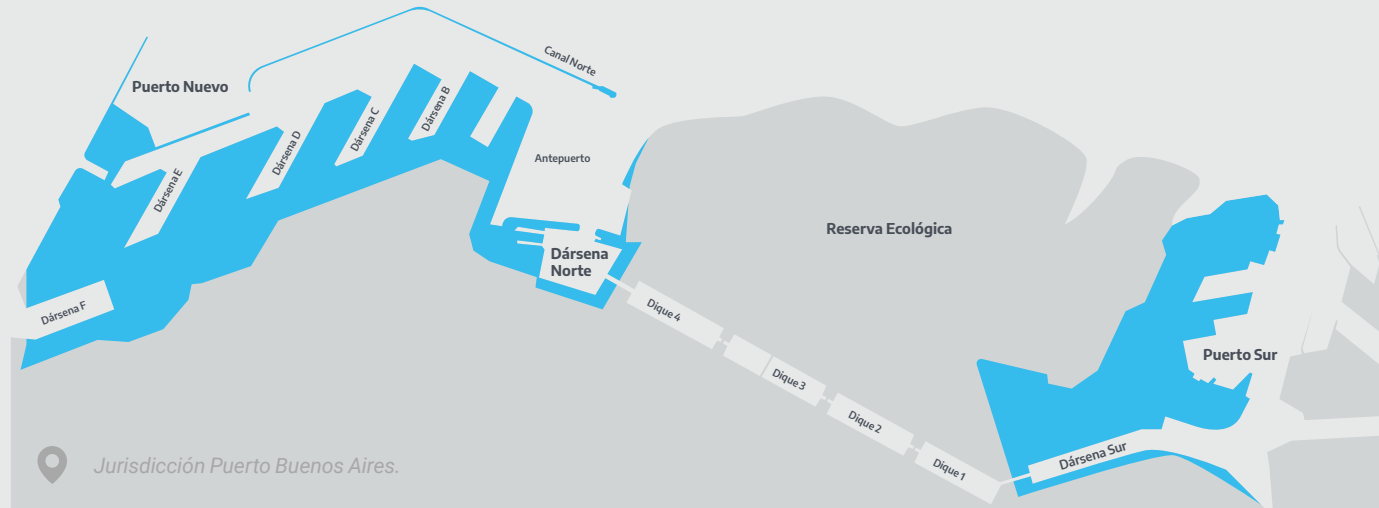 Canal Norte
Puerto Nuevo
Dársena B
Dársena C
Dársena D
Antepuerto
Dársena E
Reserva Ecológica
Dársena
Norte
Dársena F
Dique 4
Puerto Sur
Dique 3
Dique 2
Dársena Sur
Dique 1
Jurisdicción Puerto Buenos Aires.